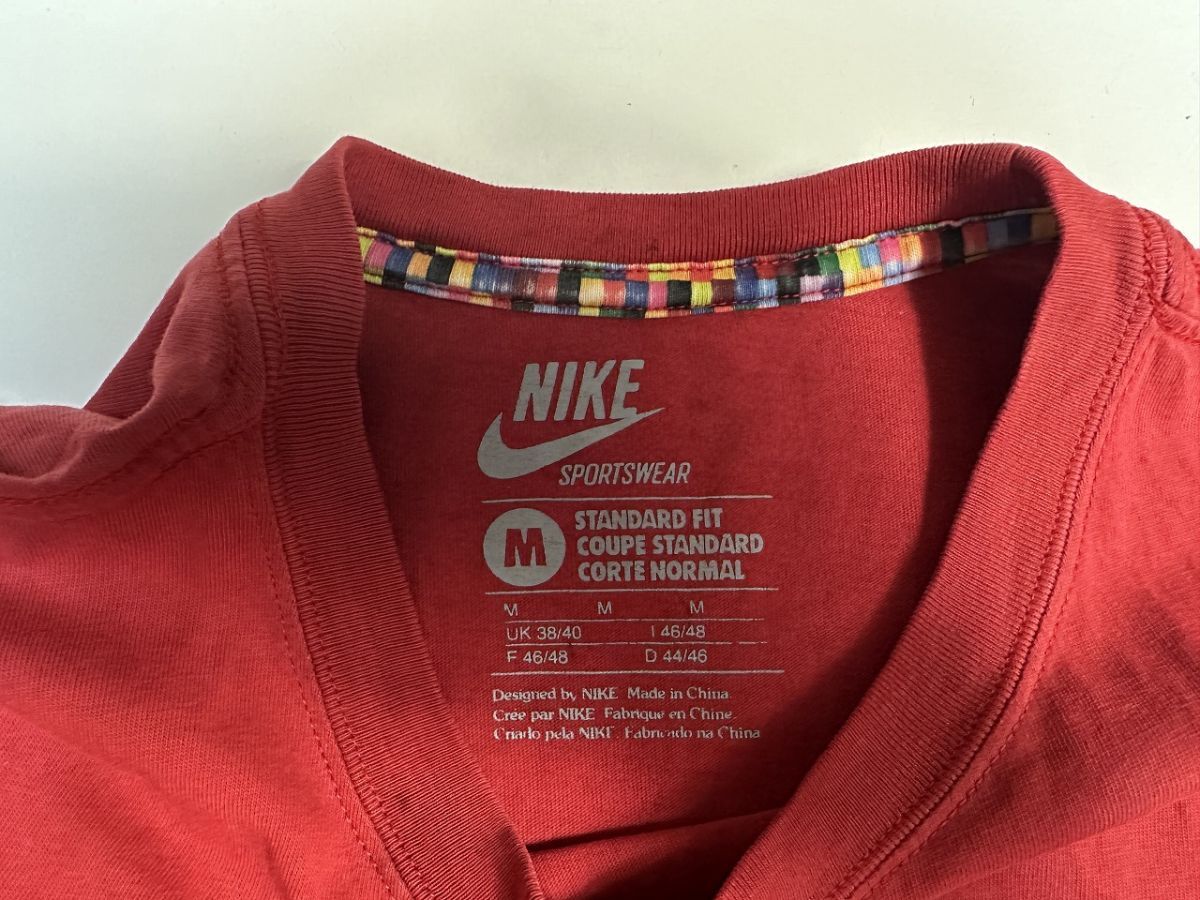 NIKE
SPORTSWEAR
M
STANDARD FIT
COUPE STANDARD
CORTE NORMAL
M M M
UK 38/40 I 46/48
F 46/48 D 44/46
Designed by NIKE Made in China.
Crée par NIKE Fabrique en Chine.
Criado pela NIKE Fabricado na China